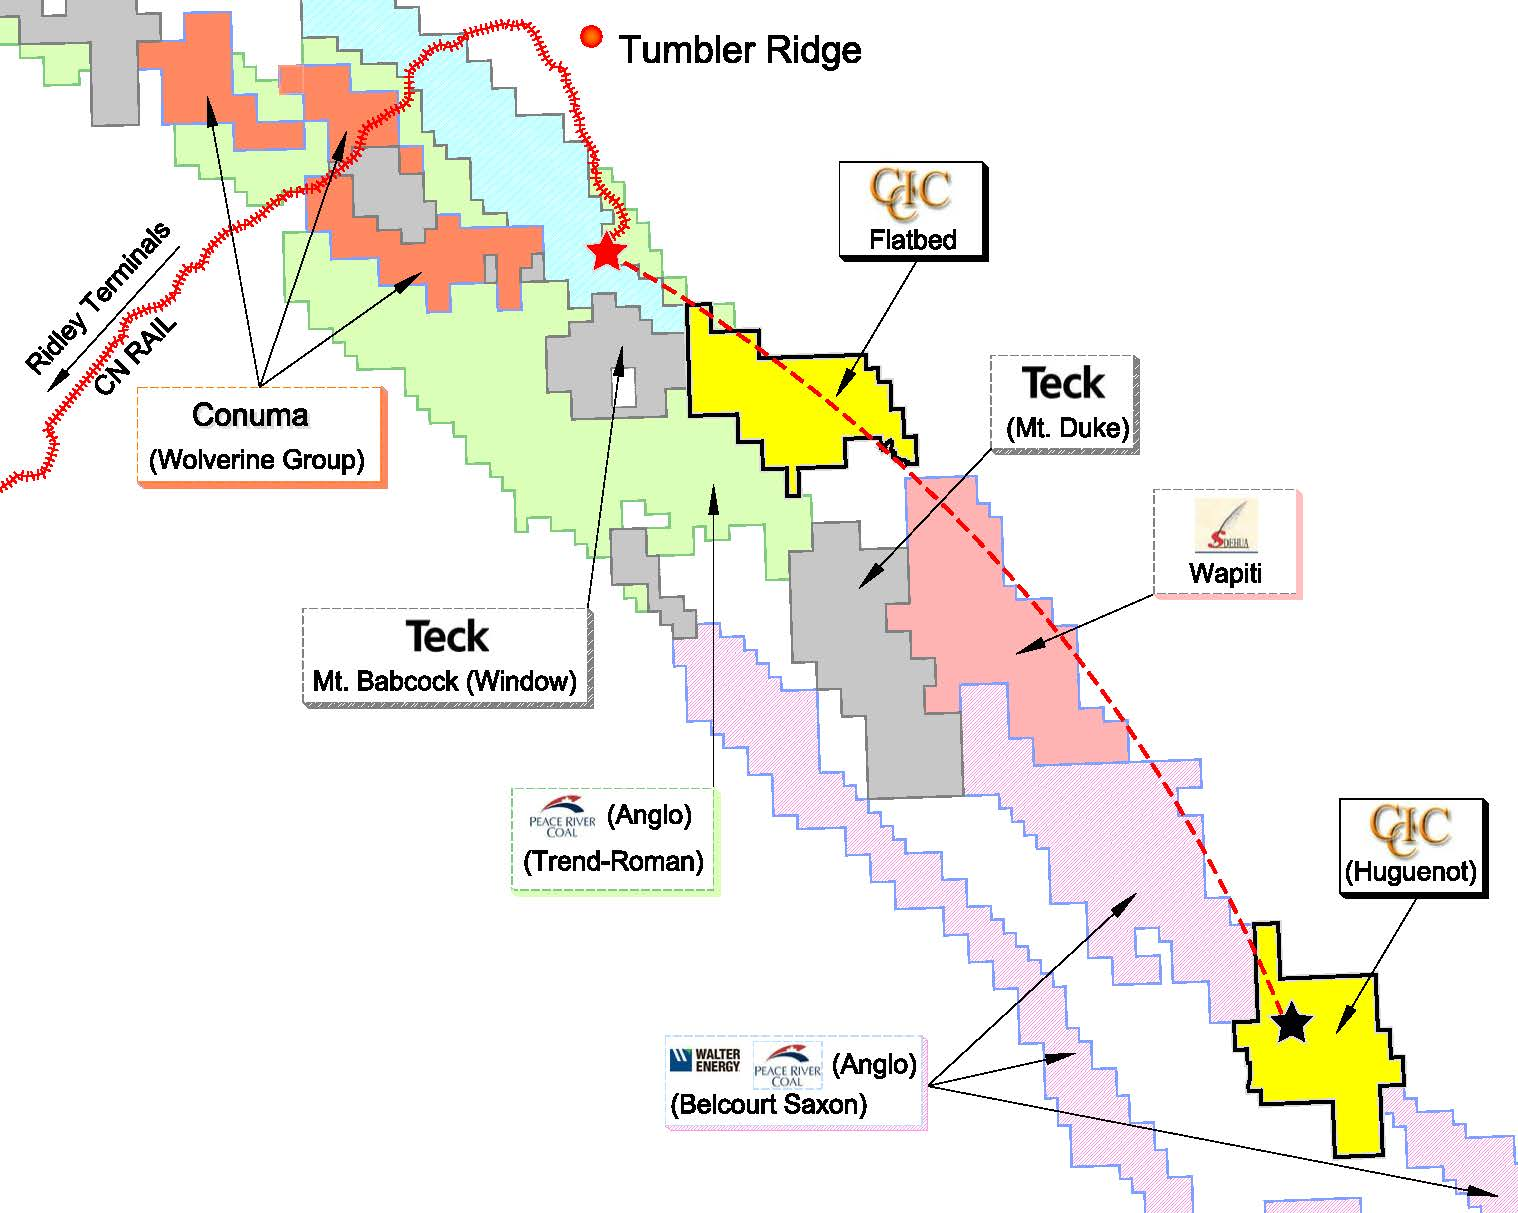 Tumbler Ridge
CCIC
Flatbed
Ridley Terminals
CN RAIL
Teck
(Mt. Duke)
Conuma
(Wolverine Group)
SDEHUA
Wapiti
Teck
Mt. Babcock (Window)
PEACE RIVER
COAL
(Anglo)
(Trend-Roman)
CCIC
(Huguenot)
WALTER
ENERGY
PEACE RIVER
COAL
(Anglo)
(Belcourt Saxon)